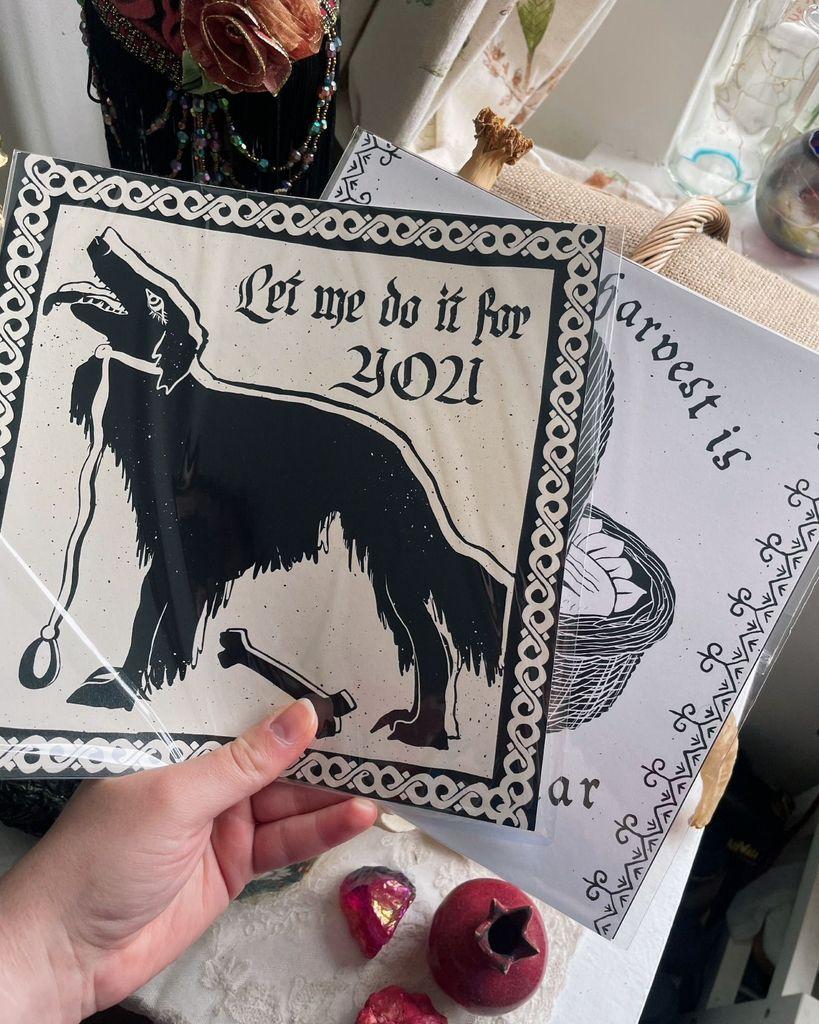 Let me do it for
YOU
harvest is
ar